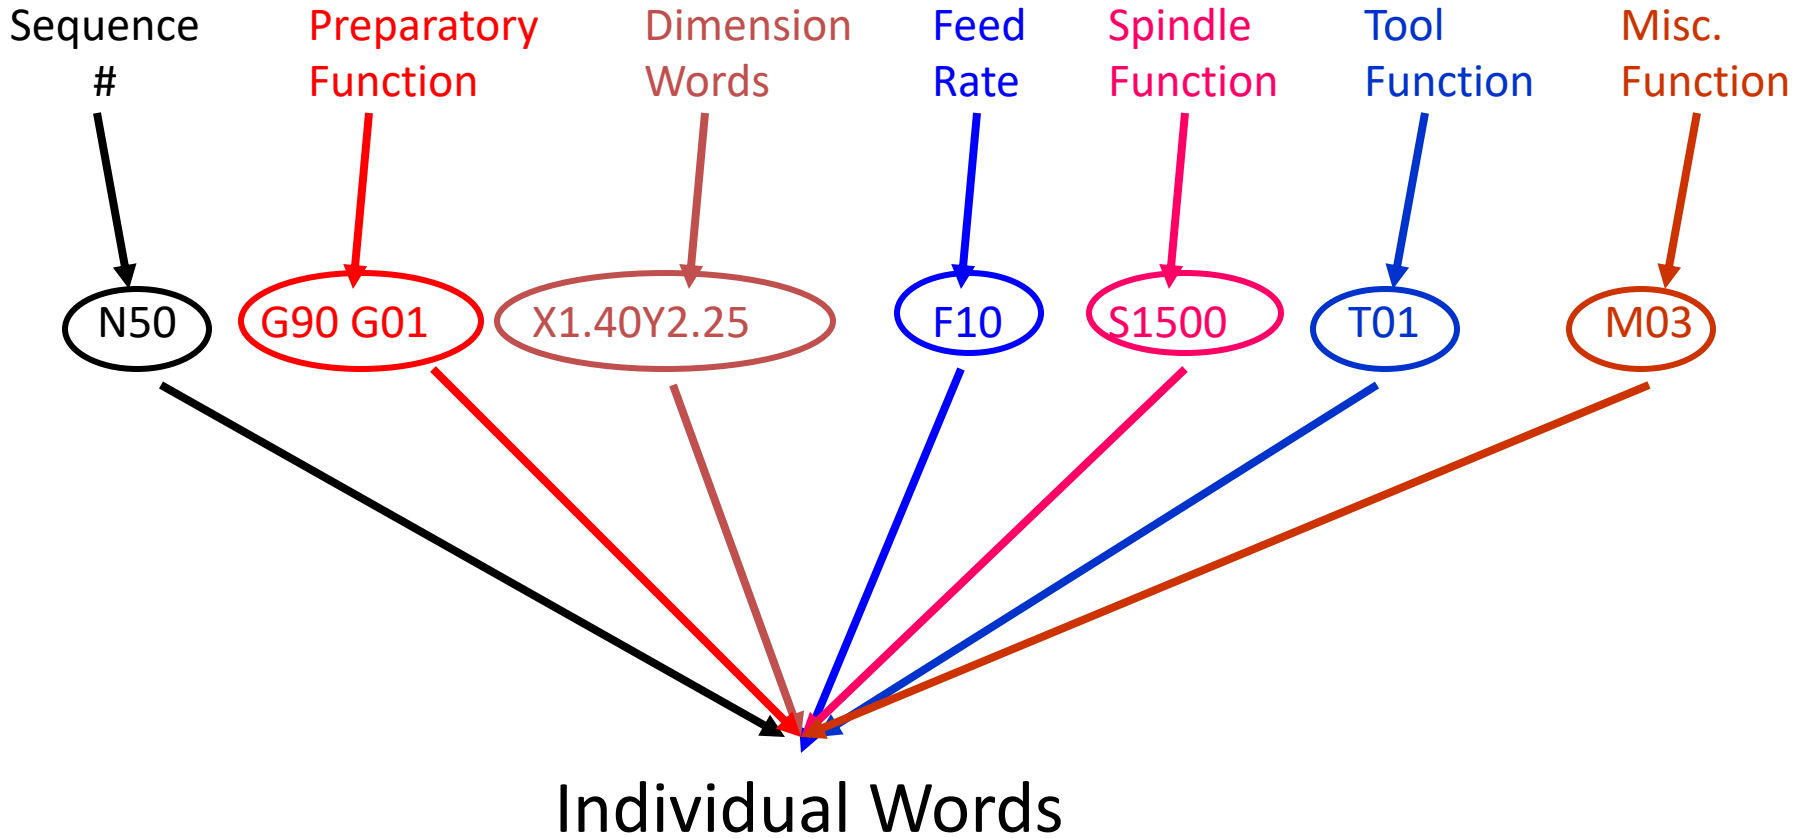 Sequence
#
Preparatory
Function
Dimension
Words
Feed
Rate
Spindle
Function
Tool
Function
Misc.
Function
N50
G90 G01
X1.40Y2.25
F10
S1500
T01
M03
Individual Words